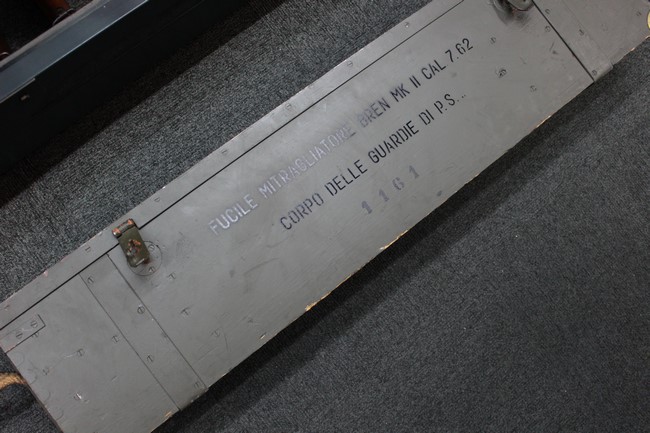 FUCILE MITRAGLIATORE BREN MK II CAL 7.62
CORPO DELLE GUARDIE DI P.S...
1161